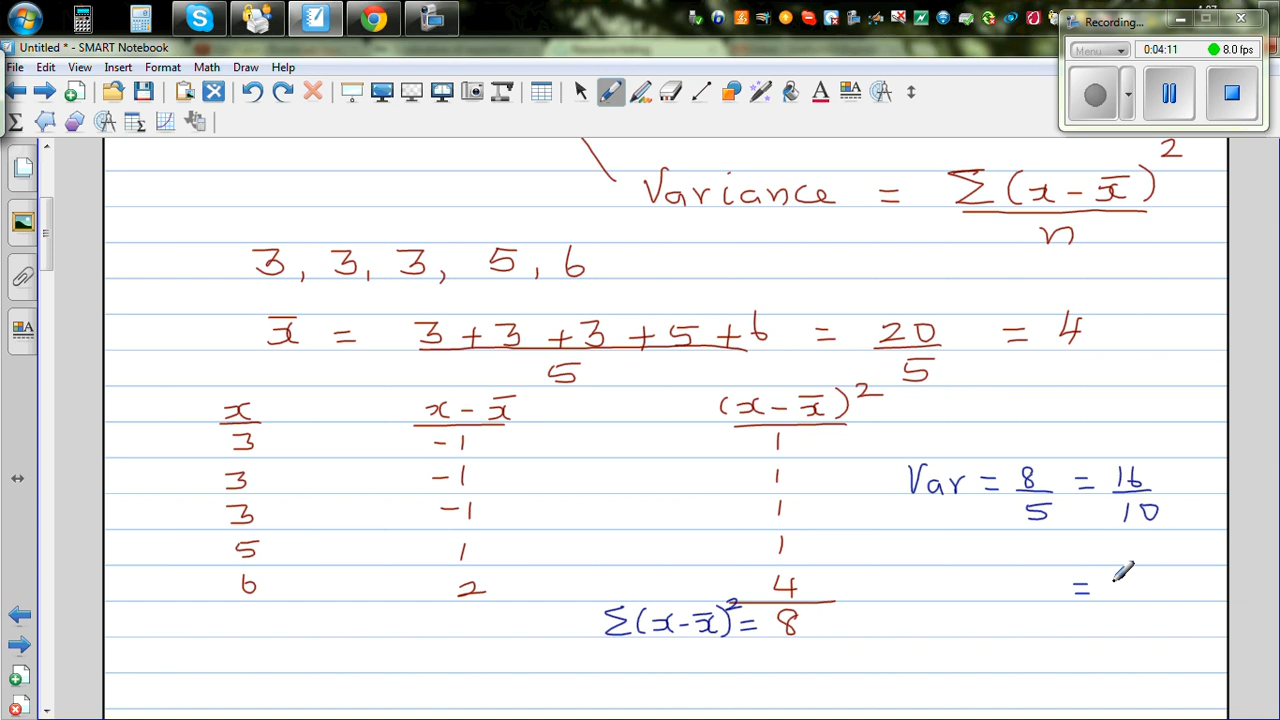 Recording...
Untitled * - SMART Notebook
Menu
0:04:11
8.0 fps
File Edit View Insert Format Math Draw Help
Variance = Σ(x - x̄)²
n
3, 3, 3, 5, 6
x̄ = 3 + 3 + 3 + 5 + 6 = 20 = 4
5 5
x x - x̄ (x - x̄)²
3 -1 1
3 -1 1
3 -1 1
5 1 1
6 2 4
Var = 8 = 16
5 10
=
Σ(x - x̄)² = 8